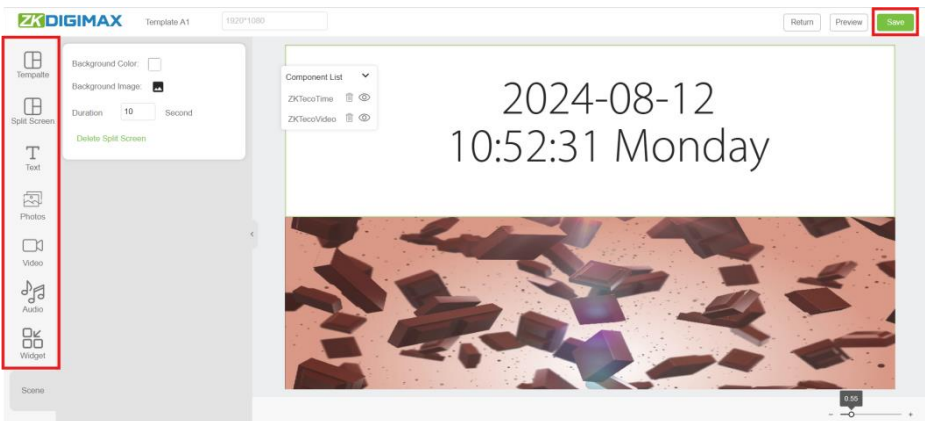 ZKDIGIMAX
Template A1
1920*1080
Return
Preview
Save
Tempalte
Split Screen
Text
Photos
Video
Audio
Widget
Scene
Background Color:
Background Image:
Duration 10 Second
Delete Split Screen
Component List
ZKTecoTime
ZKTecoVideo
2024-08-12
10:52:31 Monday
0.55
- +